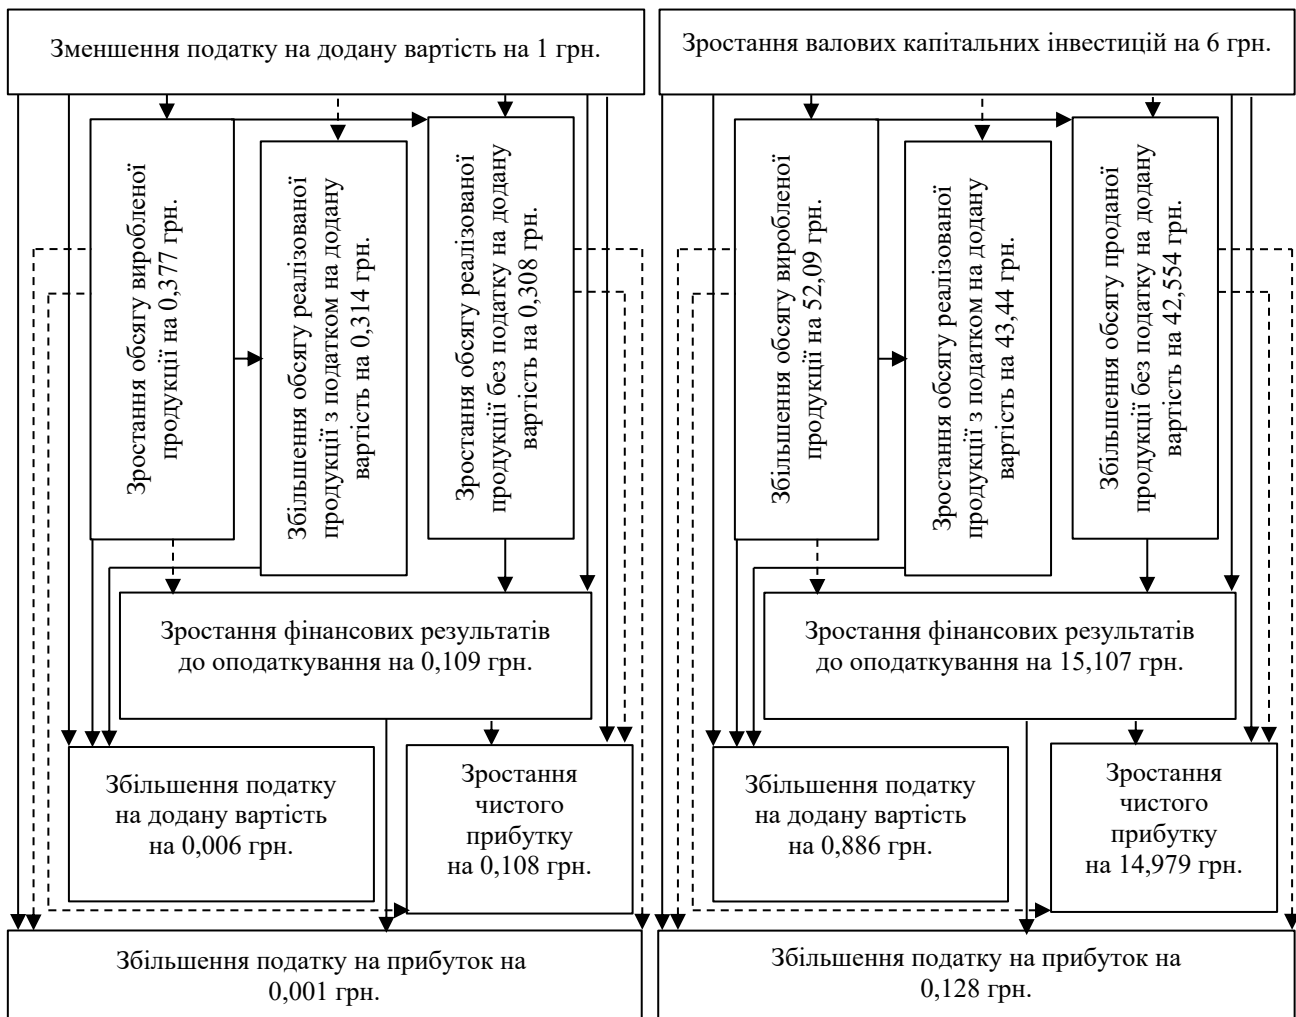 Зменшення податку на додану вартість на 1 грн.
Зростання обсягу виробленої
продукції на 0,377 грн.
Збільшення обсягу реалізованої
продукції з податком на додану
вартість на 0,314 грн.
Зростання обсягу реалізованої
продукції без податку на додану
вартість на 0,308 грн.
Зростання фінансових результатів
до оподаткування на 0,109 грн.
Збільшення податку
на додану вартість
на 0,006 грн.
Зростання
чистого
прибутку
на 0,108 грн.
Збільшення податку на прибуток на
0,001 грн.
Зростання валових капітальних інвестицій на 6 грн.
Збільшення обсягу виробленої
продукції на 52,09 грн.
Зростання обсягу реалізованої
продукції з податком на додану
вартість на 43,44 грн.
Збільшення обсягу проданої
продукції без податку на додану
вартість на 42,554 грн.
Зростання фінансових результатів
до оподаткування на 15,107 грн.
Збільшення податку
на додану вартість
на 0,886 грн.
Зростання
чистого
прибутку
на 14,979 грн.
Збільшення податку на прибуток на
0,128 грн.